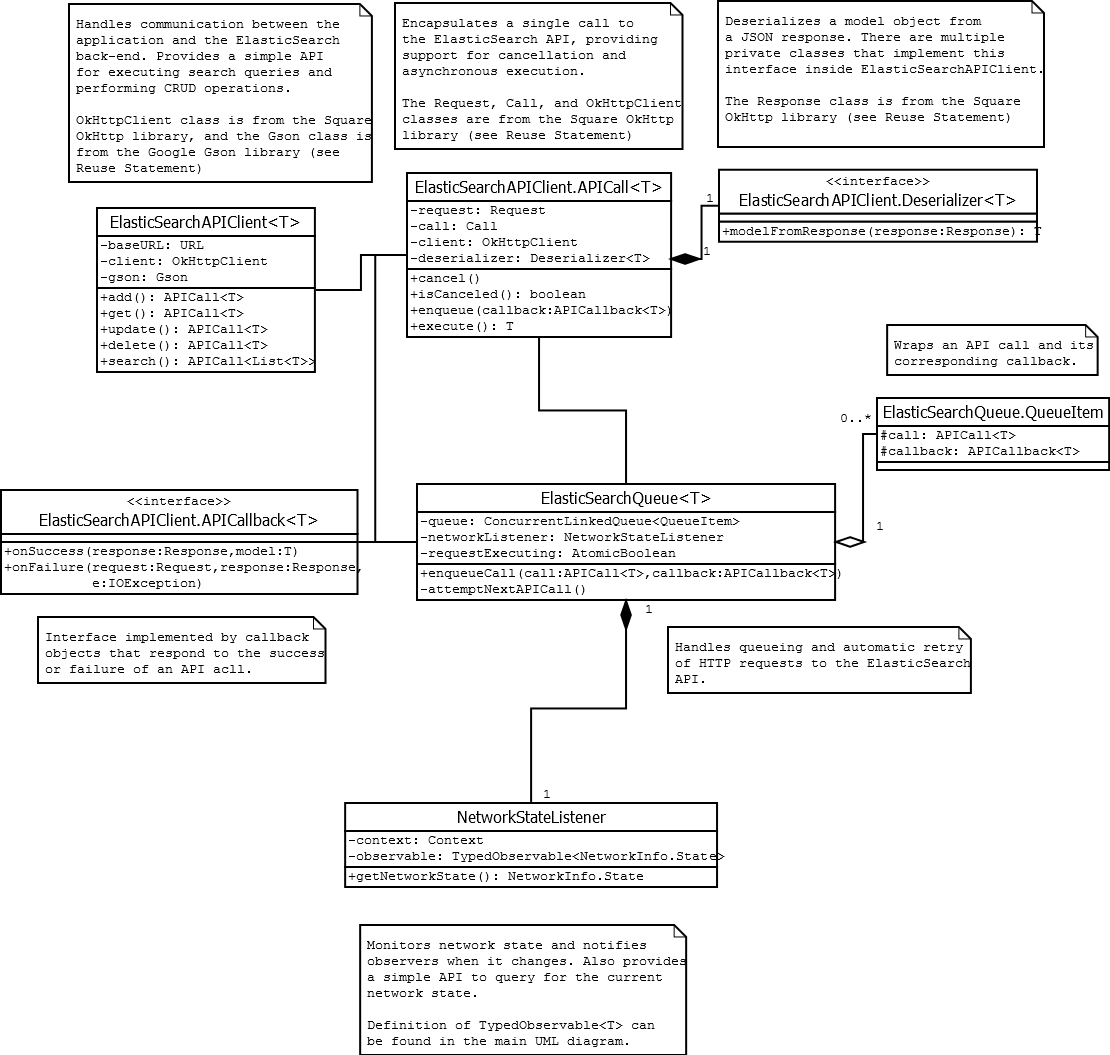 Handles communication between the
application and the ElasticSearch
back-end. Provides a simple API
for executing search queries and
performing CRUD operations.
OkHttpClient class is from the Square
OkHttp library, and the Gson class is
from the Google Gson library (see
Reuse Statement)
Encapsulates a single call to
the ElasticSearch API, providing
support for cancellation and
asynchronous execution.
The Request, Call, and OkHttpClient
classes are from the Square OkHttp
library (see Reuse Statement)
Deserializes a model object from
a JSON response. There are multiple
private classes that implement this
interface inside ElasticSearchAPIClient.
The Response class is from the Square
OkHttp library (see Reuse Statement)
ElasticSearchAPIClient<T>
-baseURL: URL
-client: OkHttpClient
-gson: Gson
+add(): APICall<T>
+get(): APICall<T>
+update(): APICall<T>
+delete(): APICall<T>
+search(): APICall<List<T>>
ElasticSearchAPIClient.APICall<T>
-request: Request
-call: Call
-client: OkHttpClient
-deserializer: Deserializer<T>
+cancel()
+isCanceled(): boolean
+enqueue(callback:APICallback<T>)
+execute(): T
1
1
<<interface>>
ElasticSearchAPIClient.Deserializer<T>
+modelFromResponse(response:Response): T
Wraps an API call and its
corresponding callback.
0..*
ElasticSearchQueue.QueueItem
#call: APICall<T>
#callback: APICallback<T>
1
<<interface>>
ElasticSearchAPIClient.APICallback<T>
+onSuccess(response:Response,model:T)
+onFailure(request:Request,response:Response,
e:IOException)
ElasticSearchQueue<T>
-queue: ConcurrentLinkedQueue<QueueItem>
-networkListener: NetworkStateListener
-requestExecuting: AtomicBoolean
+enqueueCall(call:APICall<T>,callback:APICallback<T>)
-attemptNextAPICall()
1
Interface implemented by callback
objects that respond to the success
or failure of an API acll.
Handles queueing and automatic retry
of HTTP requests to the ElasticSearch
API.
1
NetworkStateListener
-context: Context
-observable: TypedObservable<NetworkInfo.State>
+getNetworkState(): NetworkInfo.State
Monitors network state and notifies
observers when it changes. Also provides
a simple API to query for the current
network state.
Definition of TypedObservable<T> can
be found in the main UML diagram.